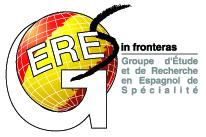 GERES
in fronteras
Groupe d'Étude
et de Recherche
en Espagnol de
Spécialité